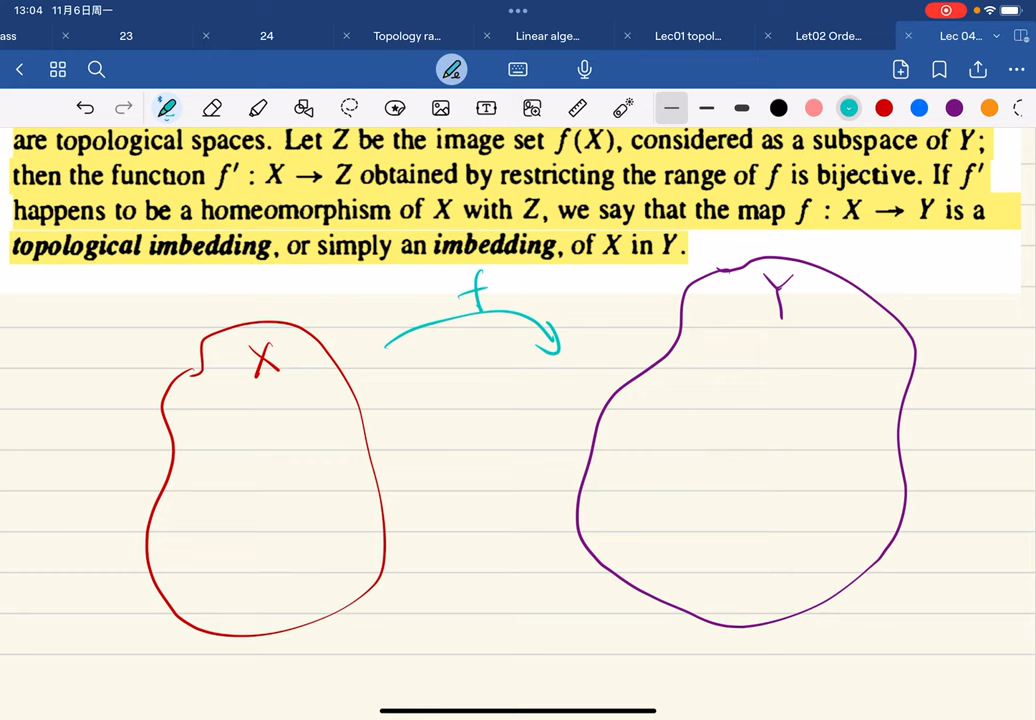 13:04 11月6日周一
ass 23 24 Topology ra... Linear alge... Lec01 topol... Let02 Orde... Lec 04...
are topological spaces. Let Z be the image set f(X), considered as a subspace of Y;
then the function f′ : X → Z obtained by restricting the range of f is bijective. If f′
happens to be a homeomorphism of X with Z, we say that the map f : X → Y is a
topological imbedding, or simply an imbedding, of X in Y.
f
Y
X